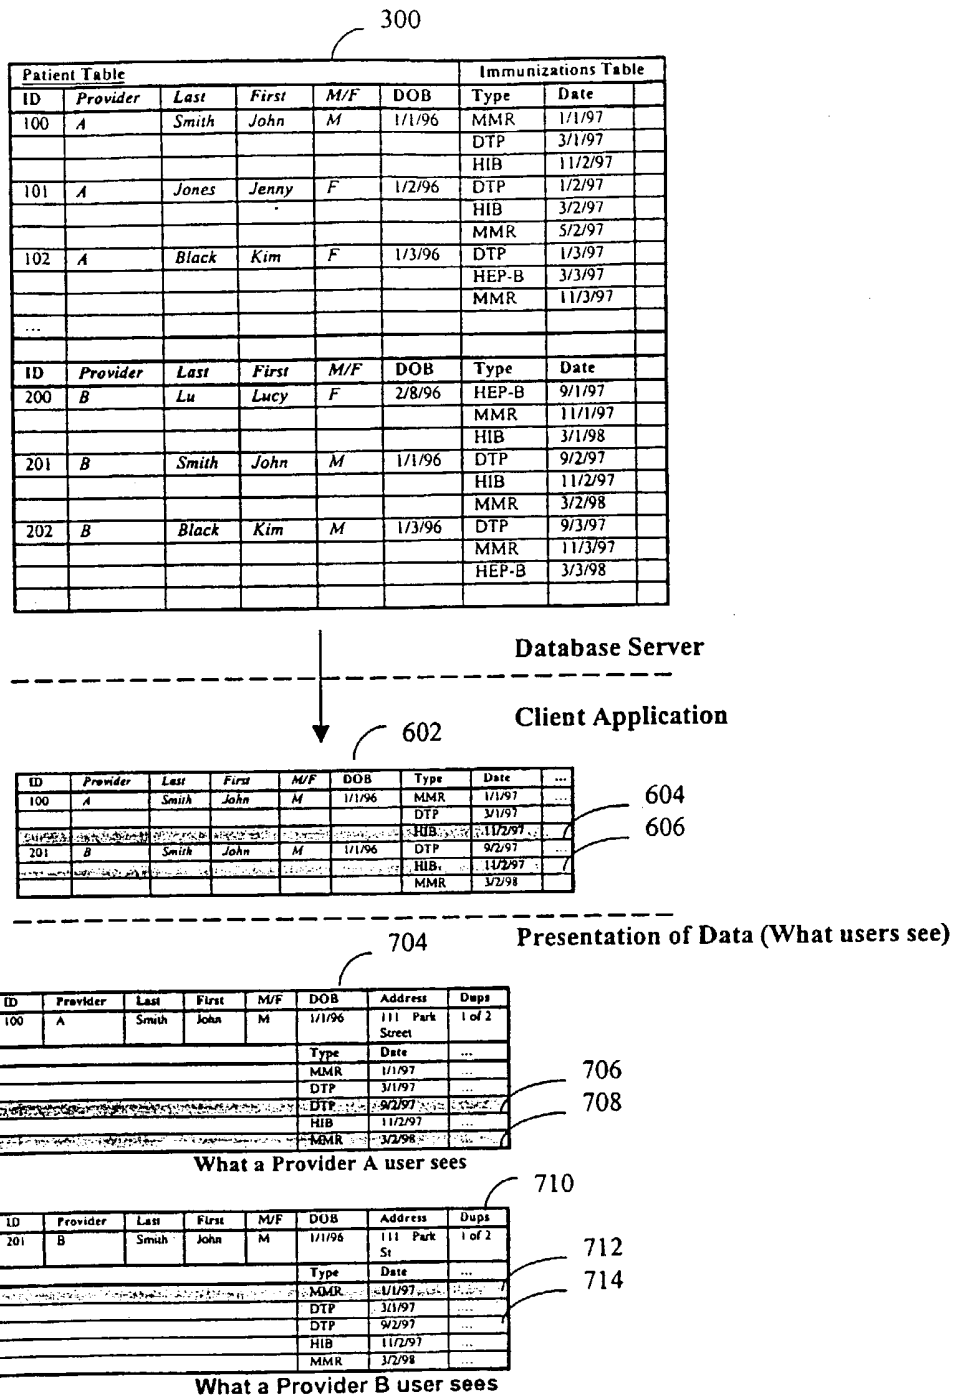 300
Patient Table Immunizations Table
ID Provider Last First M/F DOB Type Date
100 A Smith John M 1/1/96 MMR 1/1/97
DTP 3/1/97
HIB 11/2/97
101 A Jones Jenny F 1/2/96 DTP 1/2/97
HIB 3/2/97
MMR 5/2/97
102 A Black Kim F 1/3/96 DTP 1/3/97
HEP-B 3/3/97
MMR 11/3/97
...
ID Provider Last First M/F DOB Type Date
200 B Lu Lucy F 2/8/96 HEP-B 9/1/97
MMR 11/1/97
HIB 3/1/98
201 B Smith John M 1/1/96 DTP 9/2/97
HIB 11/2/97
MMR 3/2/98
202 B Black Kim M 1/3/96 DTP 9/3/97
MMR 11/3/97
HEP-B 3/3/98
Database Server
Client Application
602
ID Provider Last First M/F DOB Type Date ...
100 A Smith John M 1/1/96 MMR 1/1/97 ...
DTP 3/1/97
HIB 11/2/97 604
201 B Smith John M 1/1/96 DTP 9/2/97 ...
HIB 11/2/97 606
MMR 3/2/98
Presentation of Data (What users see)
704
ID Provider Last First M/F DOB Address Dups
100 A Smith John M 1/1/96 111 Park 1 of 2
Street
Type Date ...
MMR 1/1/97 ...
DTP 3/1/97 ...
DTP 9/2/97 ... 706
HIB 11/2/97 ...
MMR 3/2/98 ... 708
What a Provider A user sees
710
ID Provider Last First M/F DOB Address Dups
201 B Smith John M 1/1/96 111 Park 1 of 2
St
Type Date ...
MMR 1/1/97 ... 712
DTP 3/1/97 ... 714
DTP 9/2/97 ...
HIB 11/2/97 ...
MMR 3/2/98 ...
What a Provider B user sees